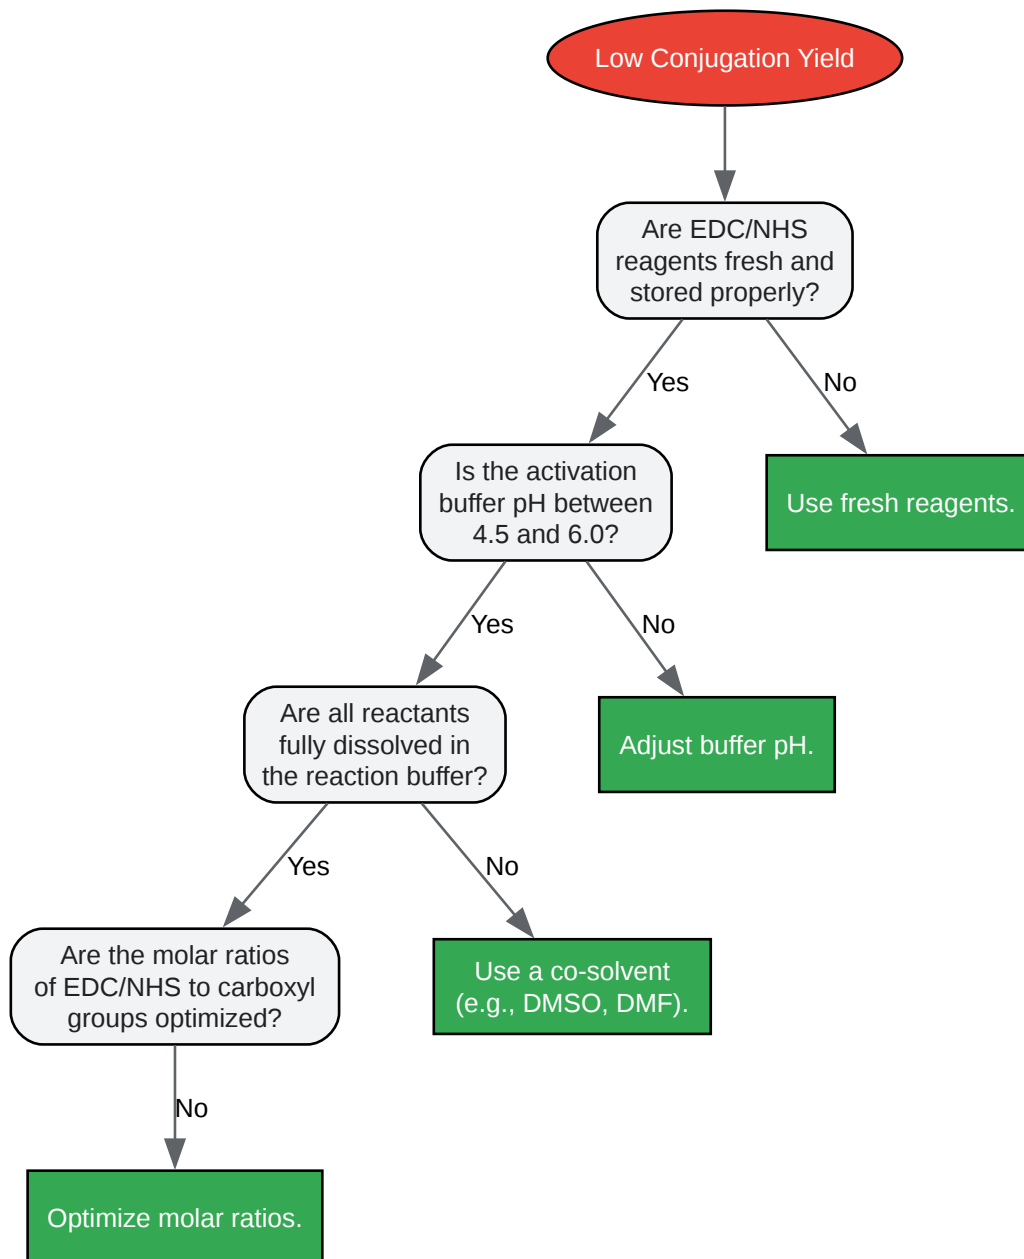 Low Conjugation Yield
Are EDC/NHS
reagents fresh and
stored properly?
Yes
No
Is the activation
buffer pH between
4.5 and 6.0?
Use fresh reagents.
Yes
No
Are all reactants
fully dissolved in
the reaction buffer?
Adjust buffer pH.
Yes
No
Are the molar ratios
of EDC/NHS to carboxyl
groups optimized?
Use a co-solvent
(e.g., DMSO, DMF).
No
Optimize molar ratios.